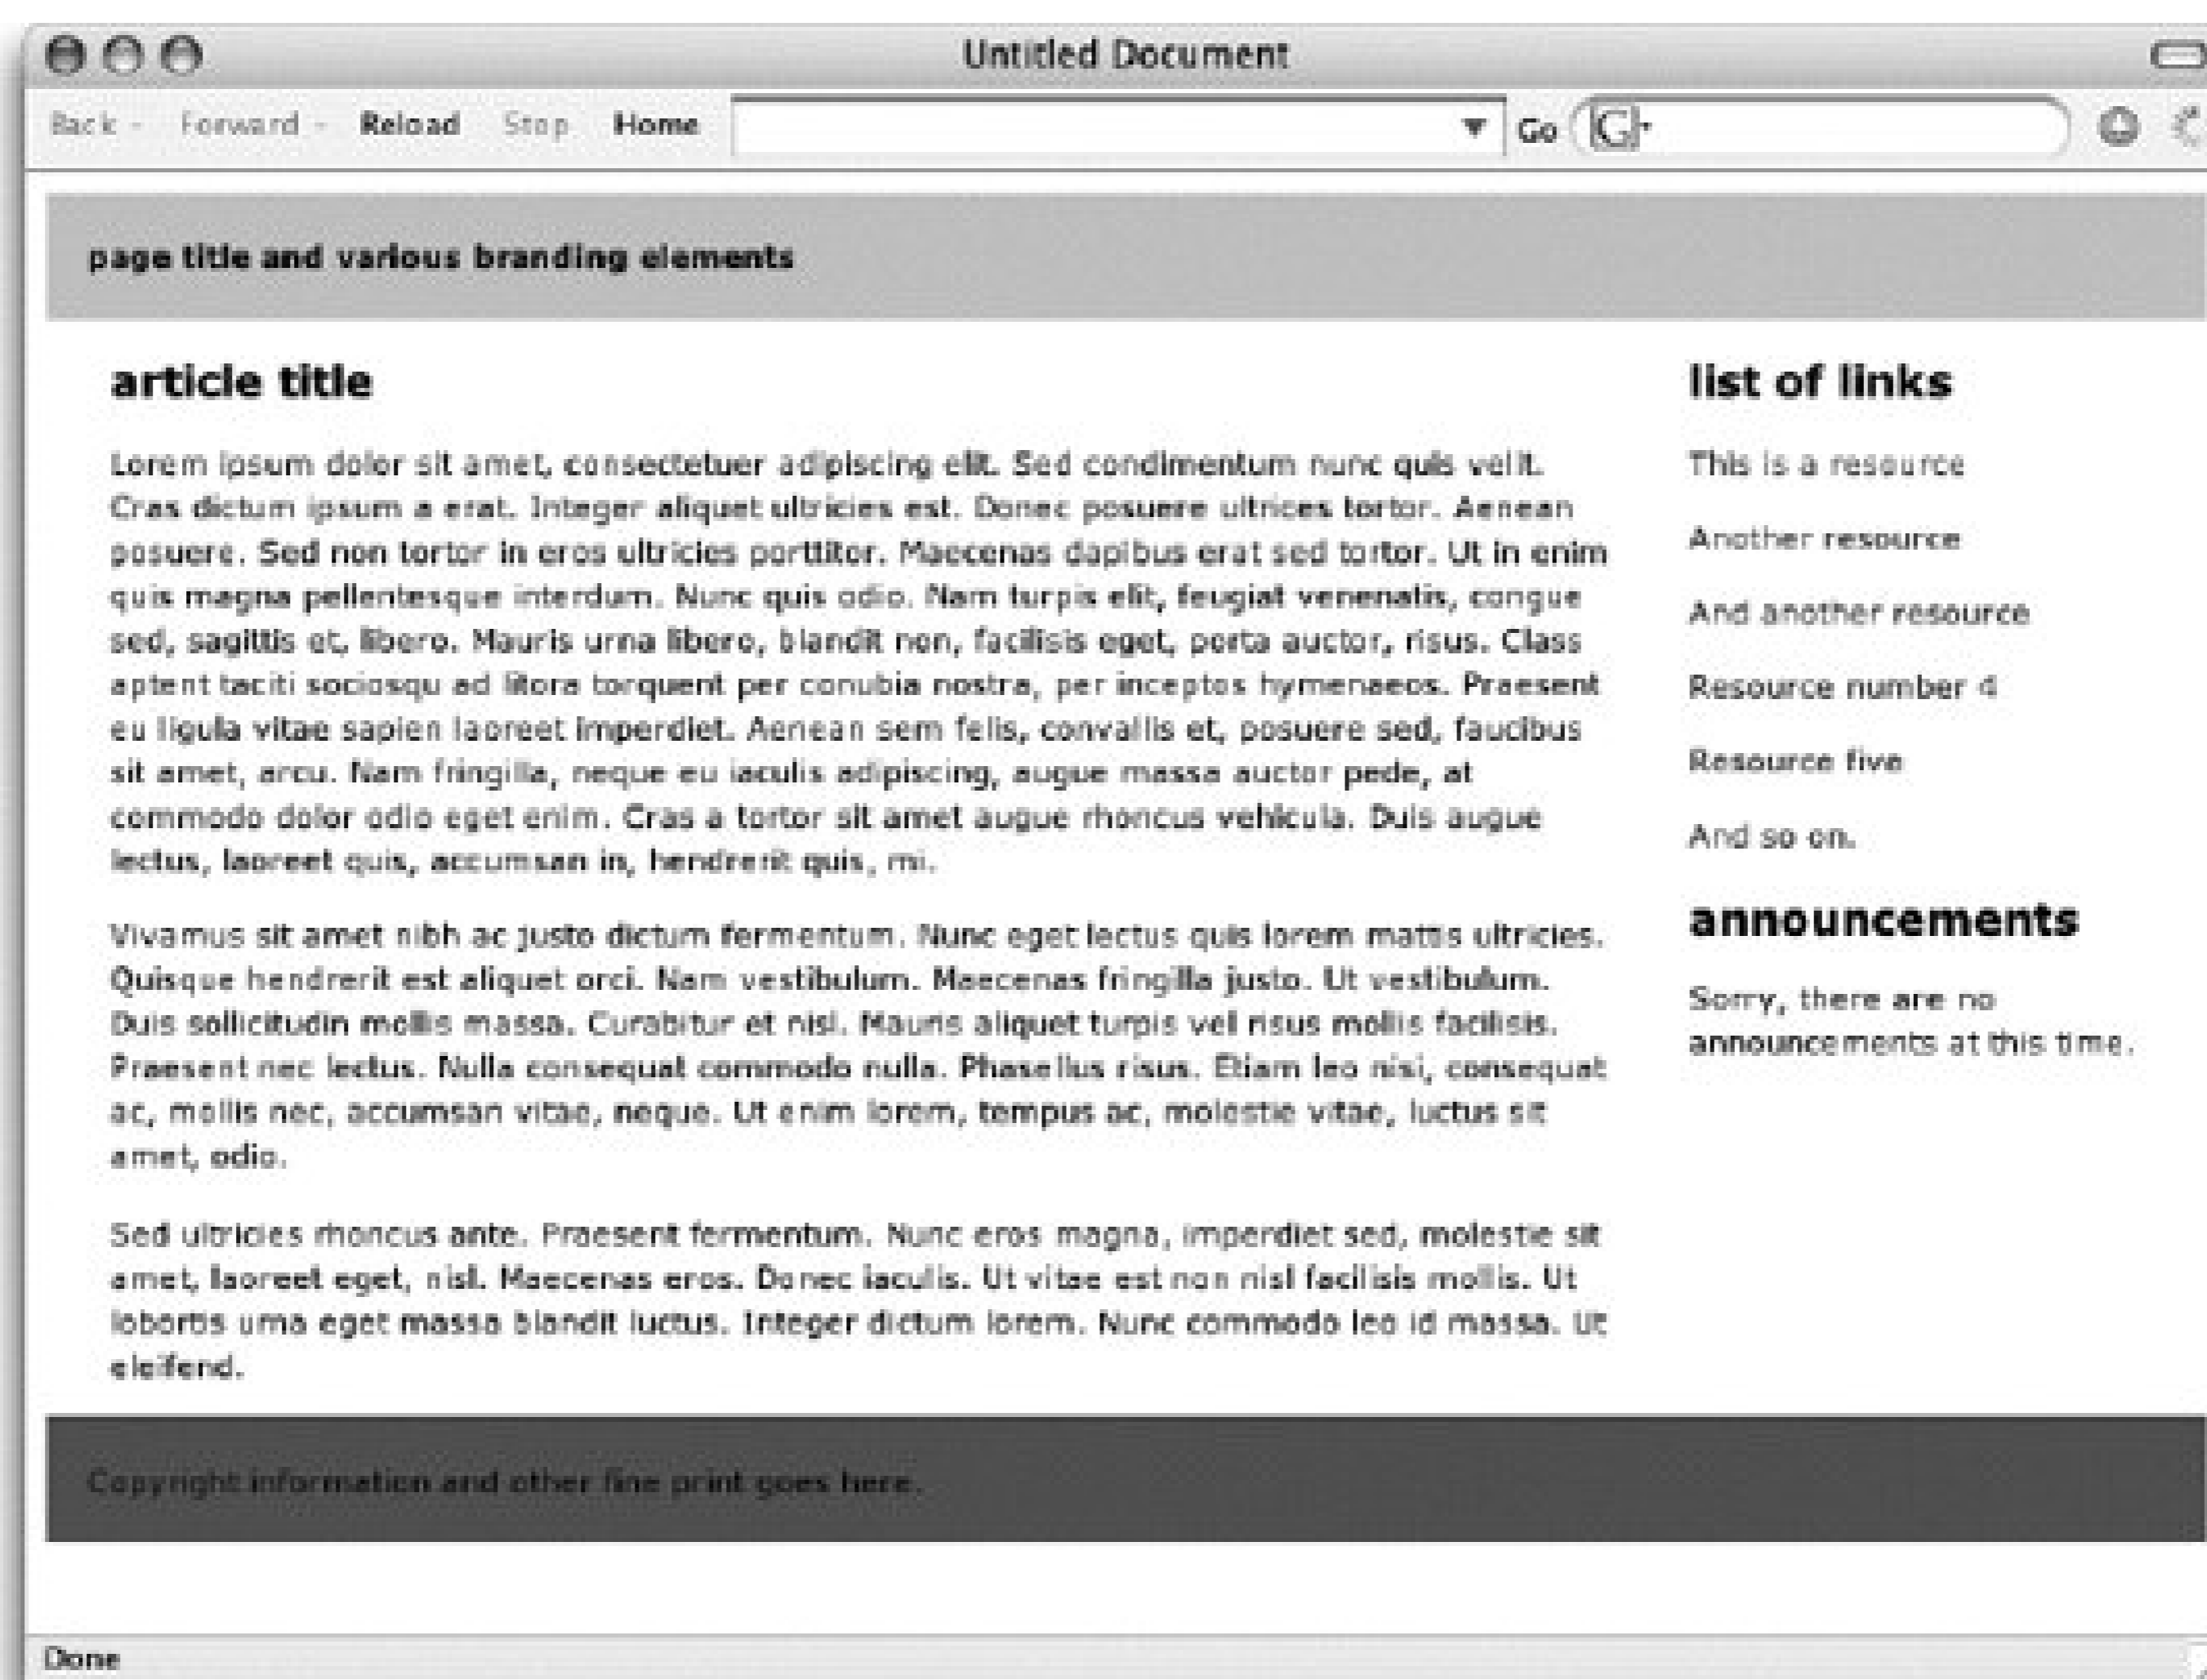 Untitled Document
Back Forward Reload Stop Home Go G
page title and various branding elements
article title
Lorem ipsum dolor sit amet, consectetuer adipiscing elit. Sed condimentum nunc quis velit.
Cras dictum ipsum a erat. Integer aliquet ultricies est. Donec posuere ultrices tortor. Aenean
posuere. Sed non tortor in eros ultricies porttitor. Maecenas dapibus erat sed tortor. Ut in enim
quis magna pellentesque interdum. Nunc quis odio. Nam turpis elit, feugiat venenatis, congue
sed, sagittis et, libero. Mauris urna libero, blandit non, facilisis eget, porta auctor, risus. Class
aptent taciti sociosqu ad litora torquent per conubia nostra, per inceptos hymenaeos. Praesent
eu ligula vitae sapien laoreet imperdiet. Aenean sem felis, convallis et, posuere sed, faucibus
sit amet, arcu. Nam fringilla, neque eu iaculis adipiscing, augue massa auctor pede, at
commodo dolor odio eget enim. Cras a tortor sit amet augue rhoncus vehicula. Duis augue
lectus, laoreet quis, accumsan in, hendrerit quis, mi.
Vivamus sit amet nibh ac justo dictum fermentum. Nunc eget lectus quis lorem mattis ultricies.
Quisque hendrerit est aliquet orci. Nam vestibulum. Maecenas fringilla justo. Ut vestibulum.
Duis sollicitudin mollis massa. Curabitur et nisl. Mauris aliquet turpis vel risus mollis facilisis.
Praesent nec lectus. Nulla consequat commodo nulla. Phasellus risus. Etiam leo nisi, consequat
ac, mollis nec, accumsan vitae, neque. Ut enim lorem, tempus ac, molestie vitae, luctus sit
amet, odio.
Sed ultricies rhoncus ante. Praesent fermentum. Nunc eros magna, imperdiet sed, molestie sit
amet, laoreet eget, nisl. Maecenas eros. Donec iaculis. Ut vitae est non nisl facilisis mollis. Ut
lobortis urna eget massa blandit luctus. Integer dictum lorem. Nunc commodo leo id massa. Ut
eleifend.
list of links
This is a resource
Another resource
And another resource
Resource number 4
Resource five
And so on.
announcements
Sorry, there are no
announcements at this time.
Copyright information and other fine print goes here.
Done